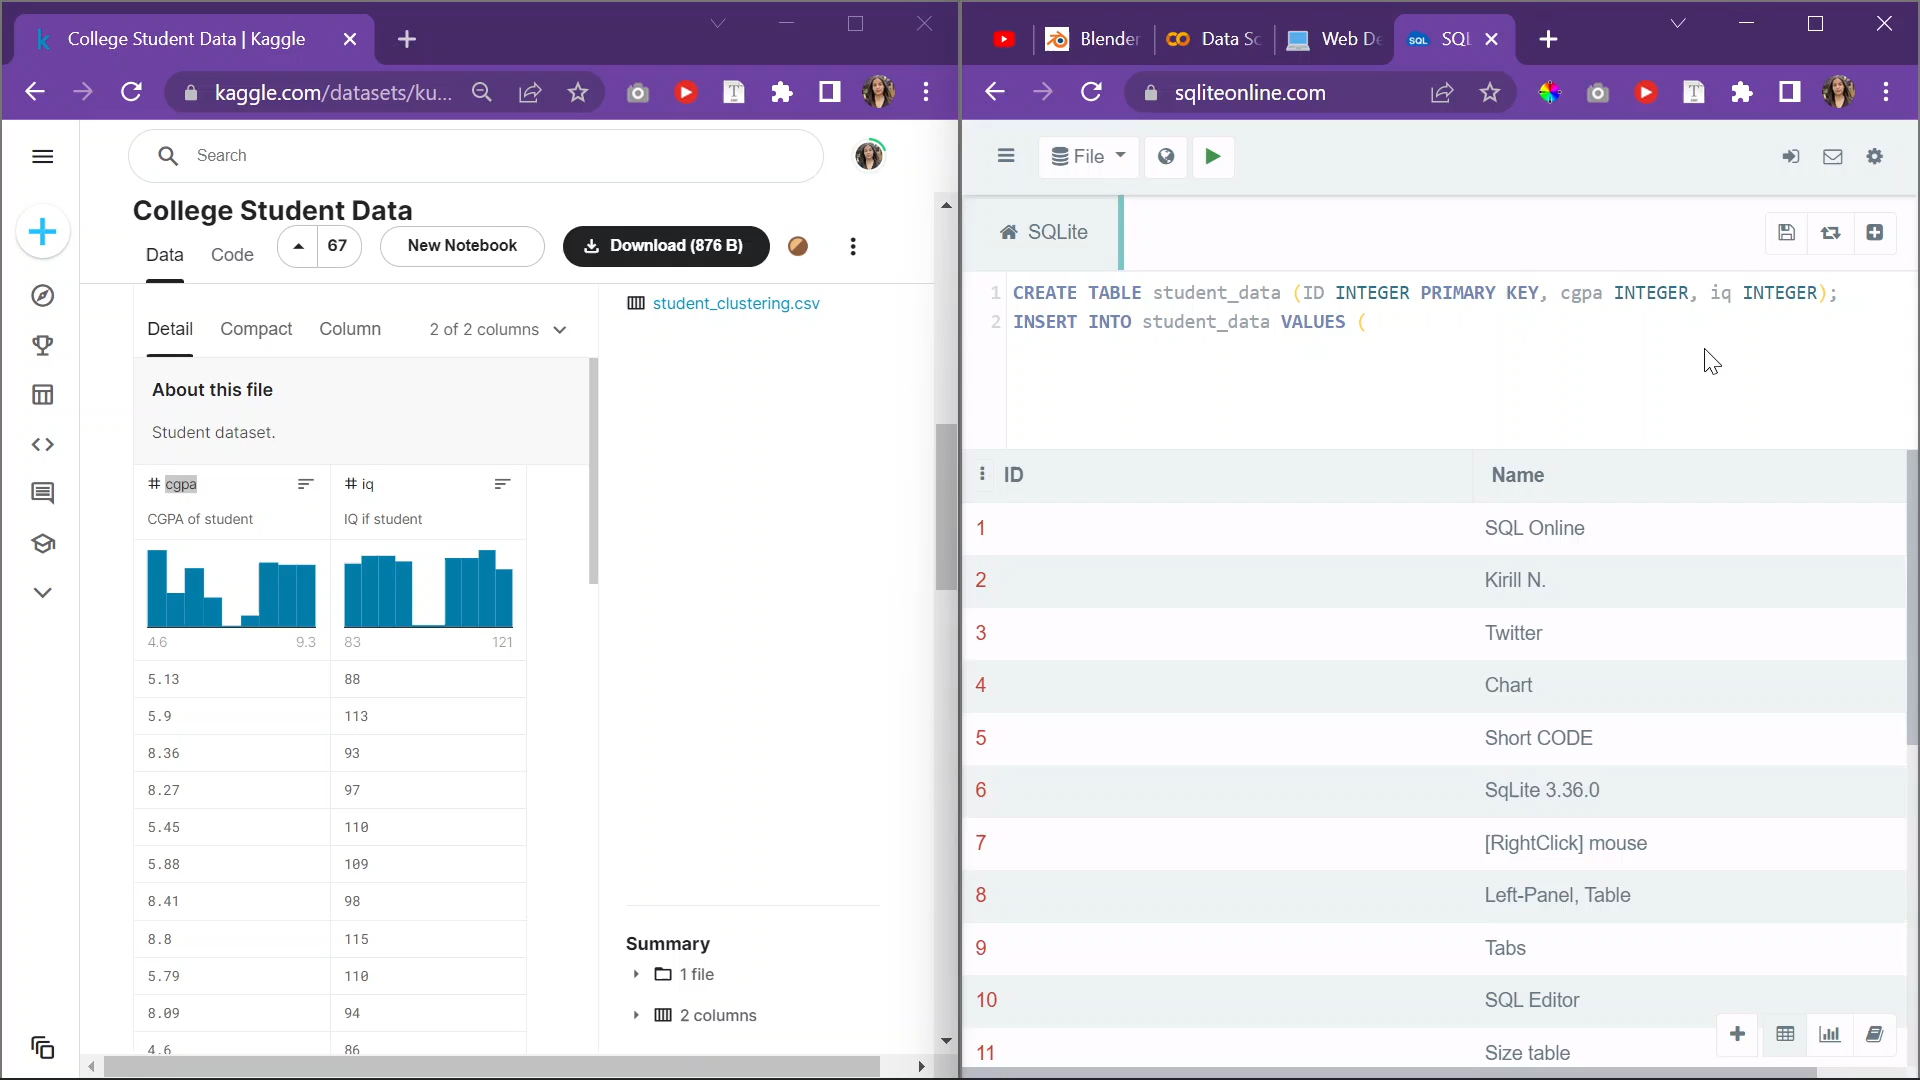 College Student Data | Kaggle
kaggle.com/datasets/ku...
Search
College Student Data
Data
Code
67
New Notebook
Download (876 B)
student_clustering.csv
Detail
Compact
Column
2 of 2 columns
About this file
Student dataset.
# cgpa
# iq
CGPA of student
IQ if student
4.6
9.3
83
121
5.13
88
5.9
113
8.36
93
8.27
97
5.45
110
5.88
109
8.41
98
8.8
115
5.79
110
8.09
94
4.6
86
Summary
1 file
2 columns
Blender
Data Sc
Web De
SQL
SQL
sqliteonline.com
File
SQLite
1 CREATE TABLE student_data (ID INTEGER PRIMARY KEY, cgpa INTEGER, iq INTEGER);
2 INSERT INTO student_data VALUES (
ID
Name
1
SQL Online
2
Kirill N.
3
Twitter
4
Chart
5
Short CODE
6
SqLite 3.36.0
7
[RightClick] mouse
8
Left-Panel, Table
9
Tabs
10
SQL Editor
11
Size table